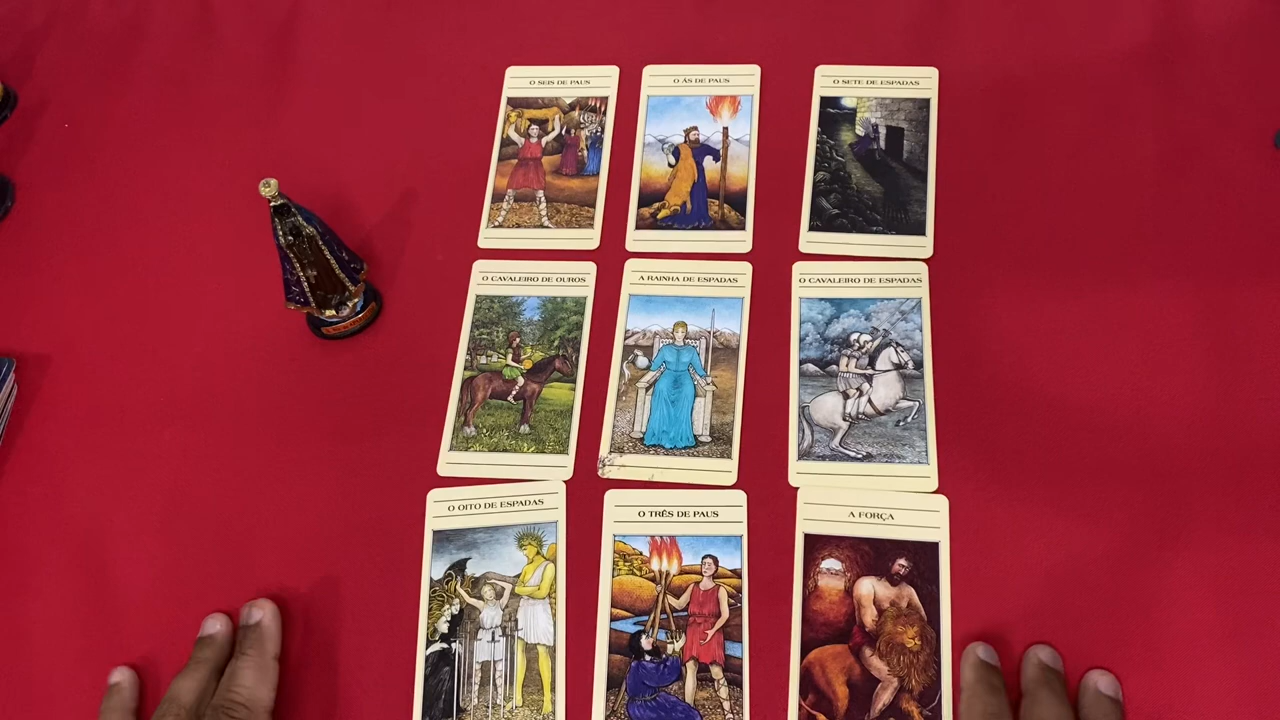 O SEIS DE PAUS
O ÁS DE PAUS
O SETE DE ESPADAS
O CAVALEIRO DE OUROS
A RAINHA DE ESPADAS
O CAVALEIRO DE ESPADAS
O OITO DE ESPADAS
O TRÊS DE PAUS
A FORÇA